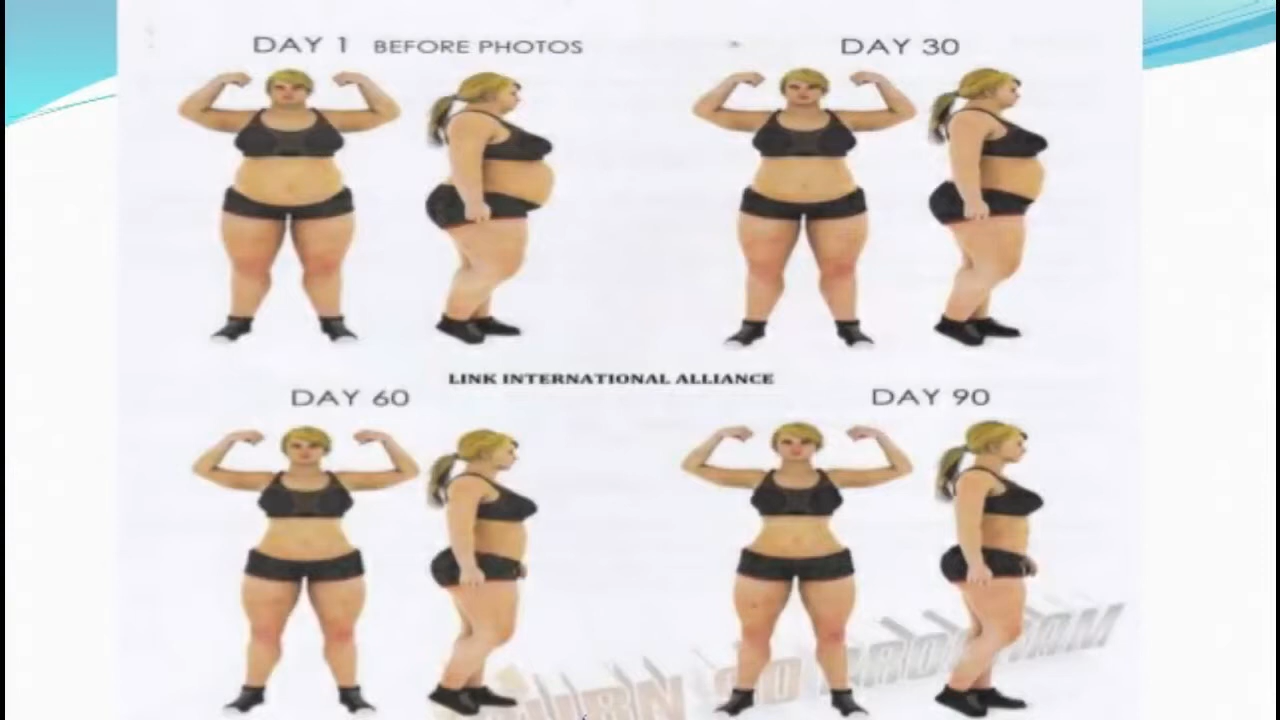 DAY 1 BEFORE PHOTOS
DAY 30
LINK INTERNATIONAL ALLIANCE
DAY 60
DAY 90